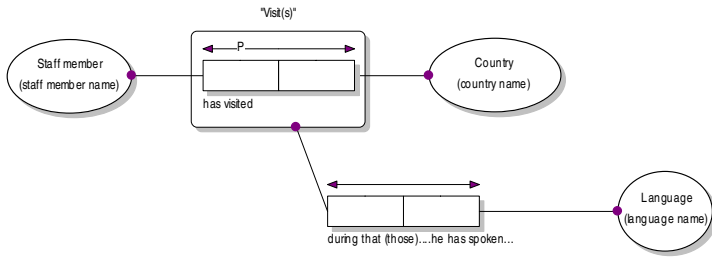 "Visit(s)"
P
Staff member
(staff member name)
Country
(country name)
has visited
Language
(language name)
during that (those)....he has spoken...